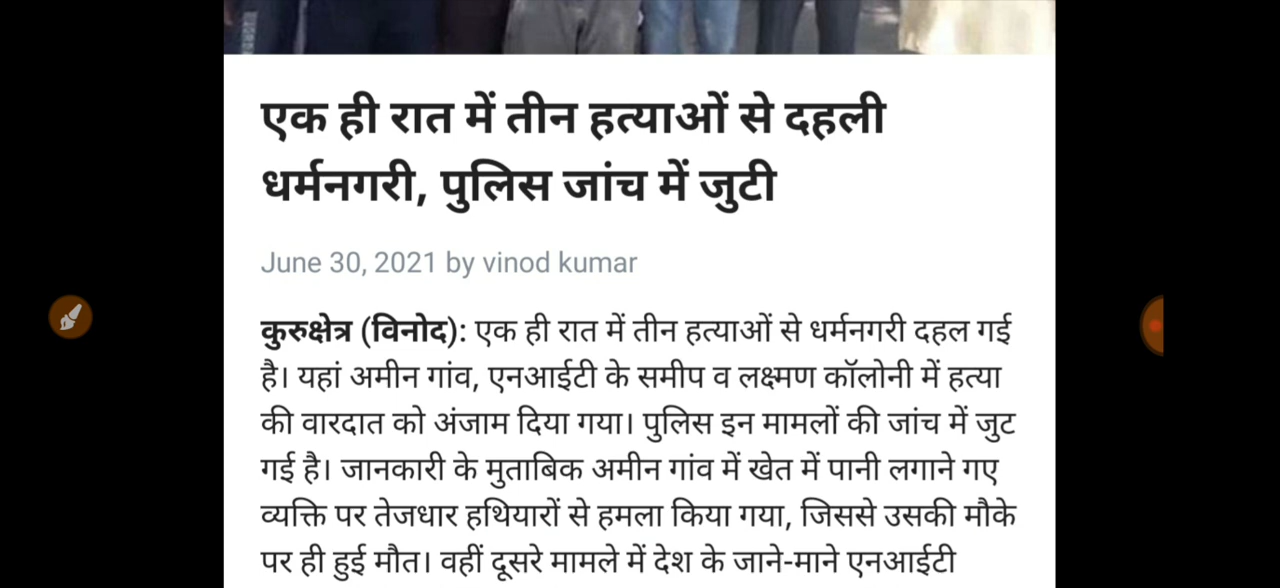 एक ही रात में तीन हत्याओं से दहली
धर्मनगरी, पुलिस जांच में जुटी
June 30, 2021 by vinod kumar
कुरुक्षेत्र (विनोद): एक ही रात में तीन हत्याओं से धर्मनगरी दहल गई
है। यहां अमीन गांव, एनआईटी के समीप व लक्ष्मण कॉलोनी में हत्या
की वारदात को अंजाम दिया गया। पुलिस इन मामलों की जांच में जुट
गई है। जानकारी के मुताबिक अमीन गांव में खेत में पानी लगाने गए
व्यक्ति पर तेजधार हथियारों से हमला किया गया, जिससे उसकी मौके
पर ही हुई मौत। वहीं दूसरे मामले में देश के जाने-माने एनआईटी